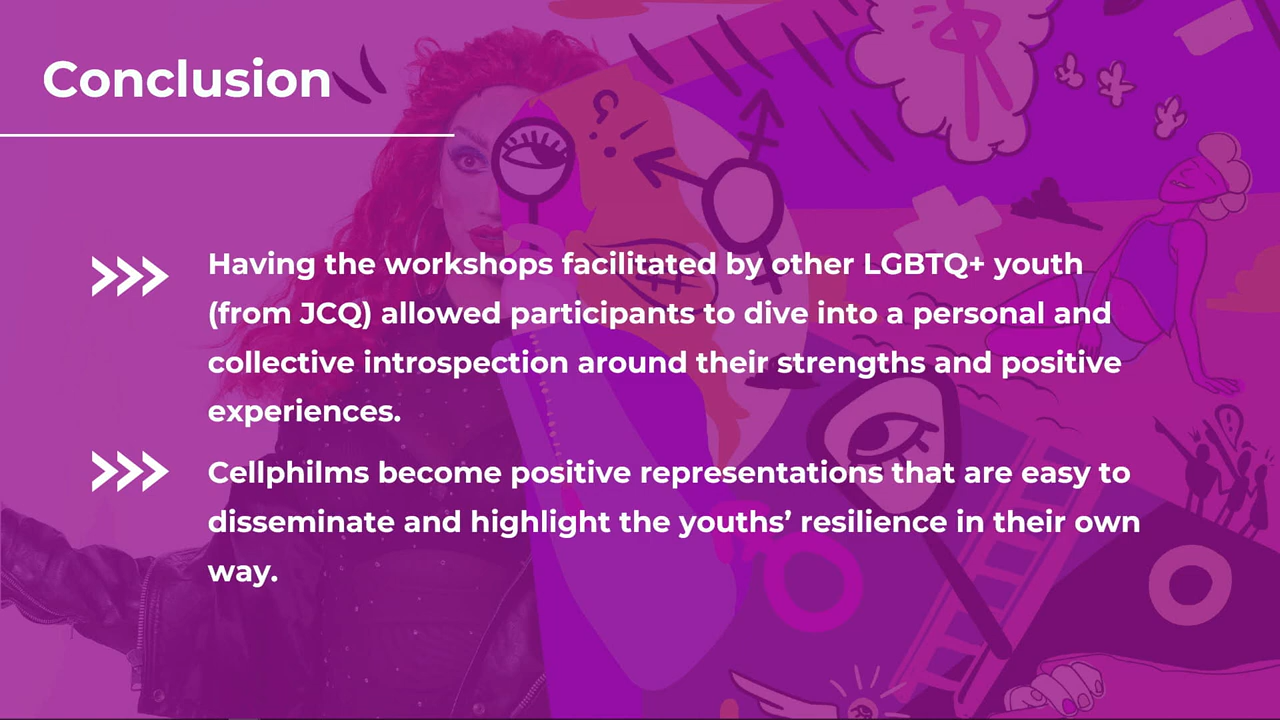 Conclusion
Having the workshops facilitated by other LGBTQ+ youth
(from JCQ) allowed participants to dive into a personal and
collective introspection around their strengths and positive
experiences.
Cellphilms become positive representations that are easy to
disseminate and highlight the youths’ resilience in their own
way.